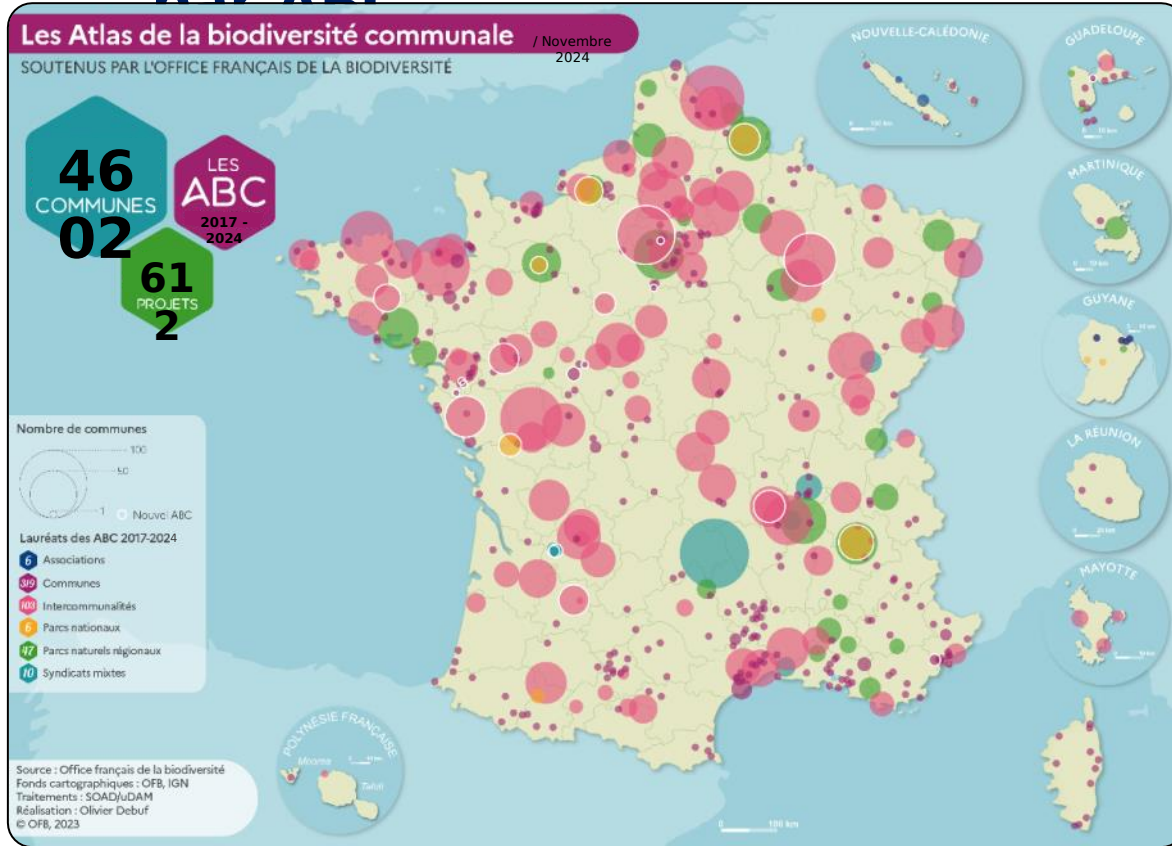 Les Atlas de la biodiversité communale
/ Novembre
2024
SOUTENUS PAR L'OFFICE FRANÇAIS DE LA BIODIVERSITÉ
46
COMMUNES
02
LES
ABC
2017 -
2024
61
PROJETS
2
Nombre de communes
100
50
1
Nouvel ABC
Lauréats des ABC 2017-2024
6 Associations
319 Communes
103 Intercommunalités
6 Parcs nationaux
47 Parcs naturels régionaux
10 Syndicats mixtes
Source : Office français de la biodiversité
Fonds cartographiques : OFB, IGN
Traitements : SOAD/uDAM
Réalisation : Olivier Debuf
© OFB, 2023
POLYNÉSIE FRANÇAISE
Moorea
Tahiti
100 km
NOUVELLE-CALÉDONIE
100 km
GUADELOUPE
MARTINIQUE
GUYANE
LA RÉUNION
MAYOTTE